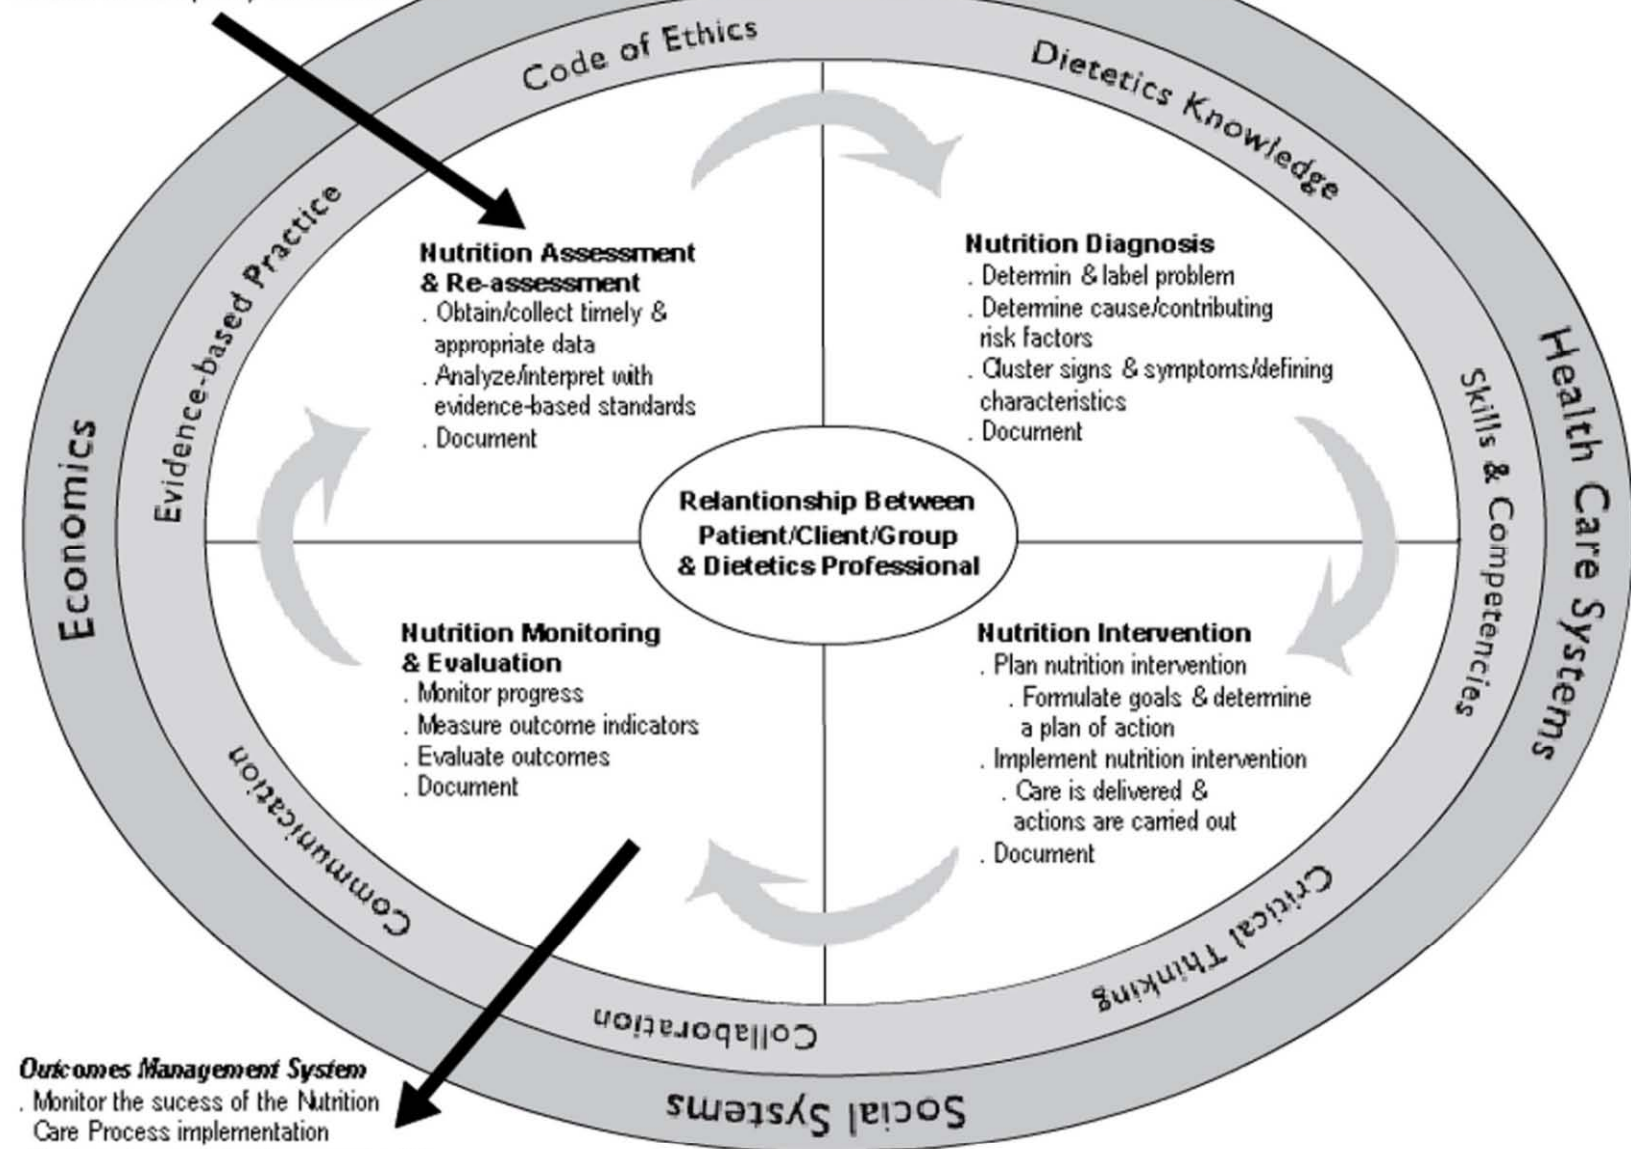 Code of Ethics
Dietetics Knowledge
Evidence-based Practice
Nutrition Assessment
& Re-assessment
. Obtain/collect timely &
appropriate data
. Analyze/interpret with
evidence-based standards
. Document
Nutrition Diagnosis
. Determin & label problem
. Determine cause/contributing
risk factors
. Cluster signs & symptoms/defining
characteristics
. Document
Economics
Health Care Systems
Skills & Competencies
Relantionship Between
Patient/Client/Group
& Dietetics Professional
Nutrition Monitoring
& Evaluation
. Monitor progress
. Measure outcome indicators
. Evaluate outcomes
. Document
Nutrition Intervention
. Plan nutrition intervention
. Formulate goals & determine
a plan of action
. Implement nutrition intervention
. Care is delivered &
actions are carried out
. Document
Communication
Critical Thinking
Collaboration
Social Systems
Outcomes Management System
. Monitor the sucess of the Nutrition
Care Process implementation